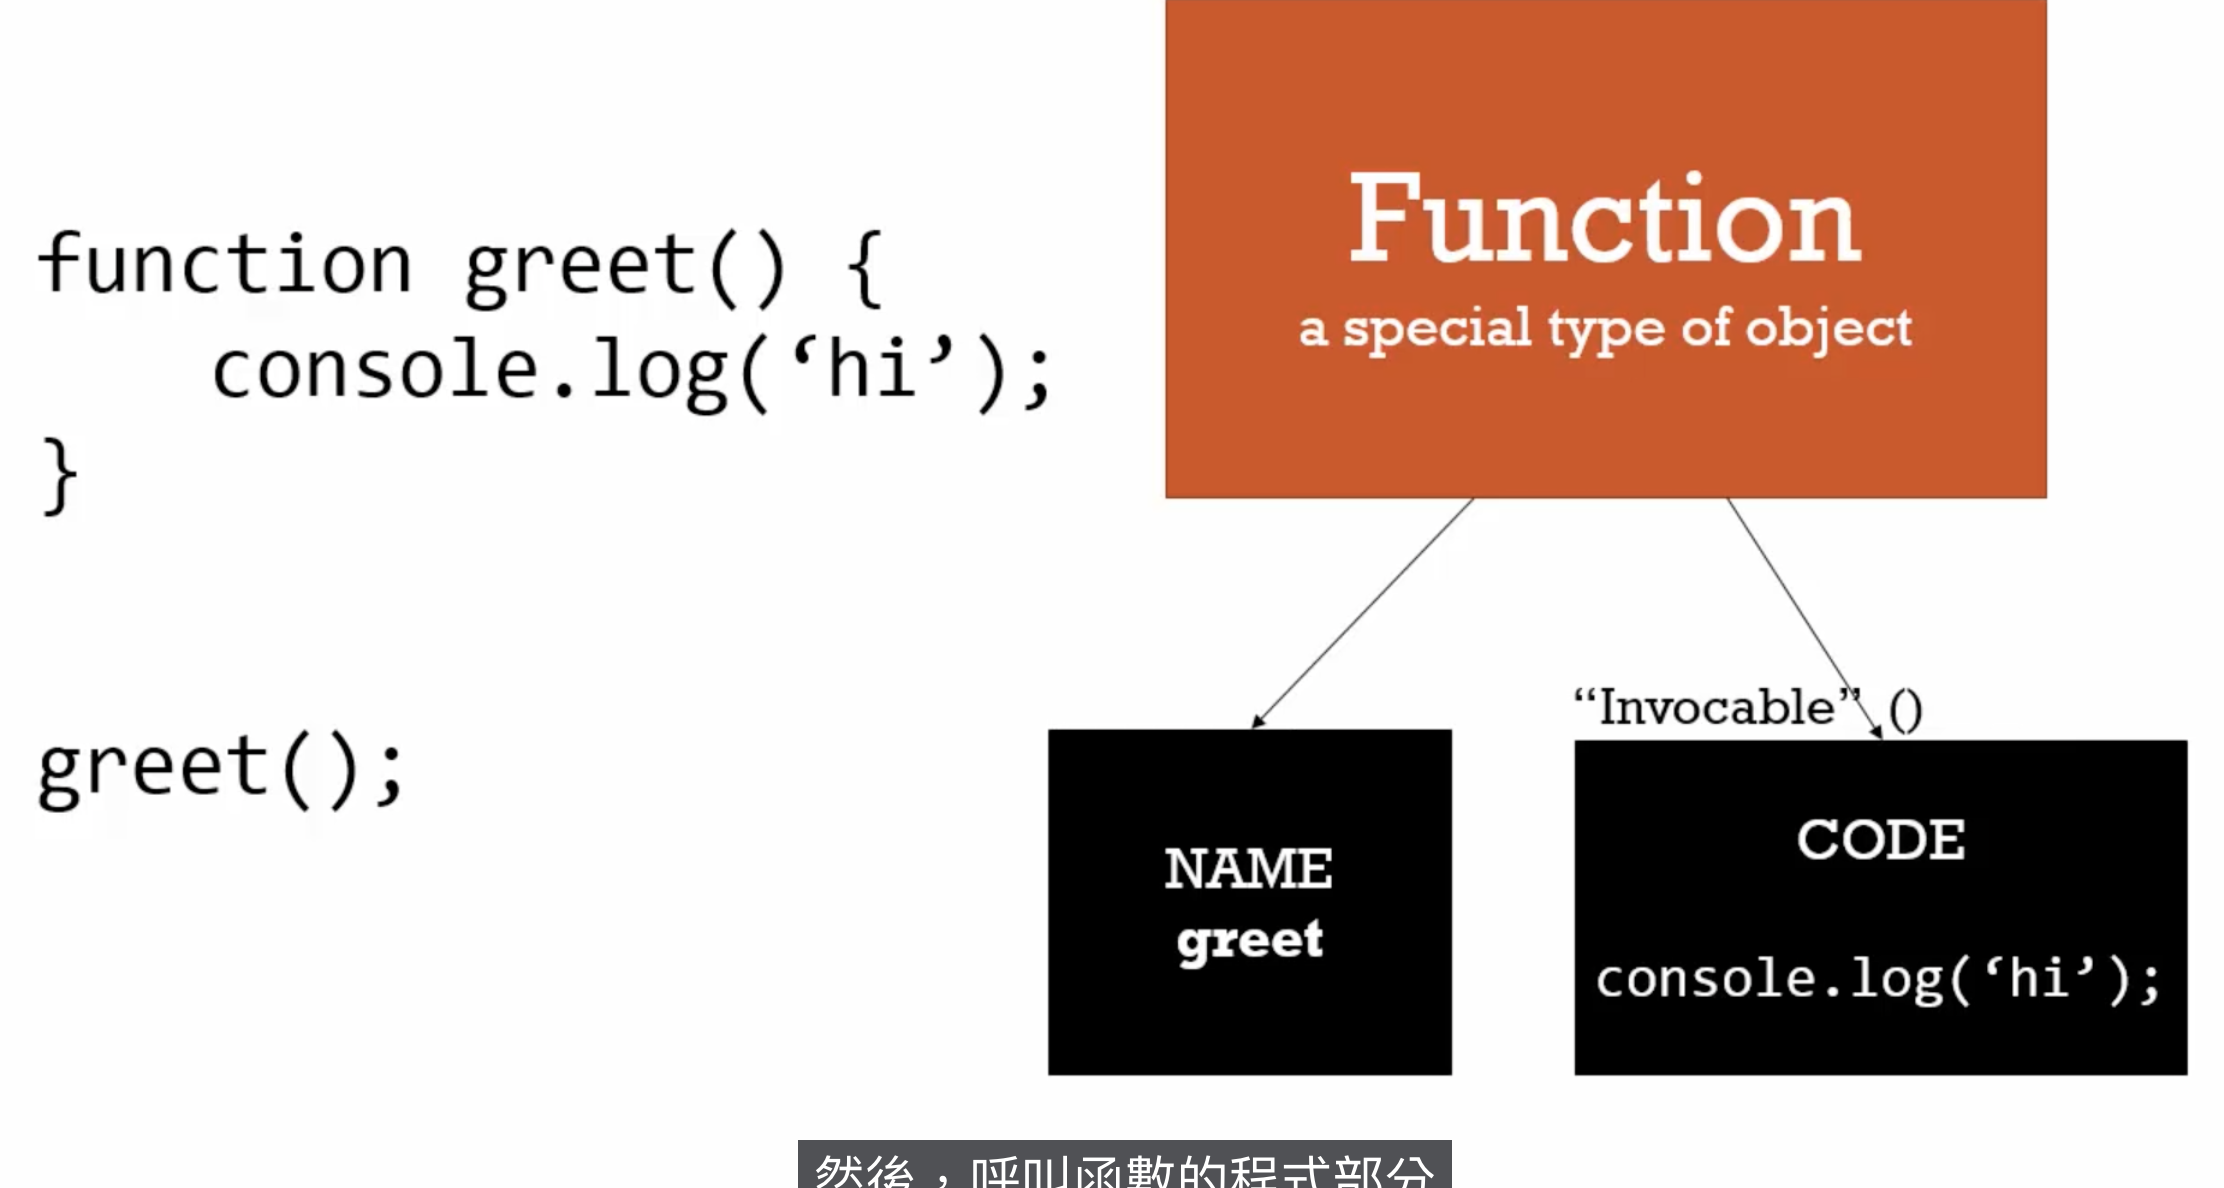 function greet() {
console.log(‘hi’);
}
greet();
Function
a special type of object
NAME
greet
“Invocable” ()
CODE
console.log(‘hi’);
然後，呼叫函數的程式部分